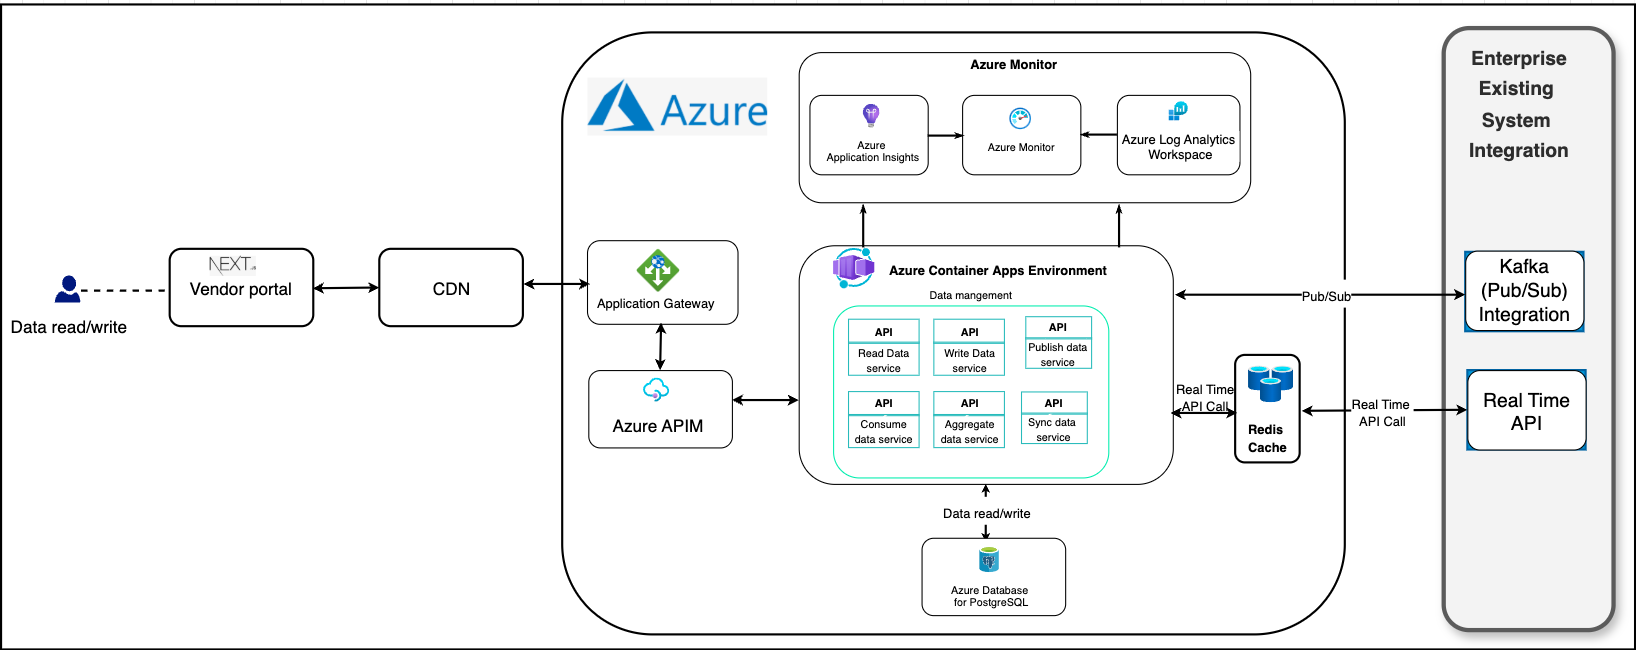 Data read/write
NEXT.JS
Vendor portal
CDN
Azure
Application Gateway
Azure APIM
Azure Monitor
Azure
Application Insights
Azure Monitor
Azure Log Analytics
Workspace
Azure Container Apps Environment
Data mangement
API
Read Data
service
API
Write Data
service
API
Publish data
service
API
Consume
data service
API
Aggregate
data service
API
Sync data
service
Data read/write
Azure Database
for PostgreSQL
Pub/Sub
Real Time
API Call
Redis
Cache
Real Time
API Call
Enterprise
Existing
System
Integration
Kafka
(Pub/Sub)
Integration
Real Time
API